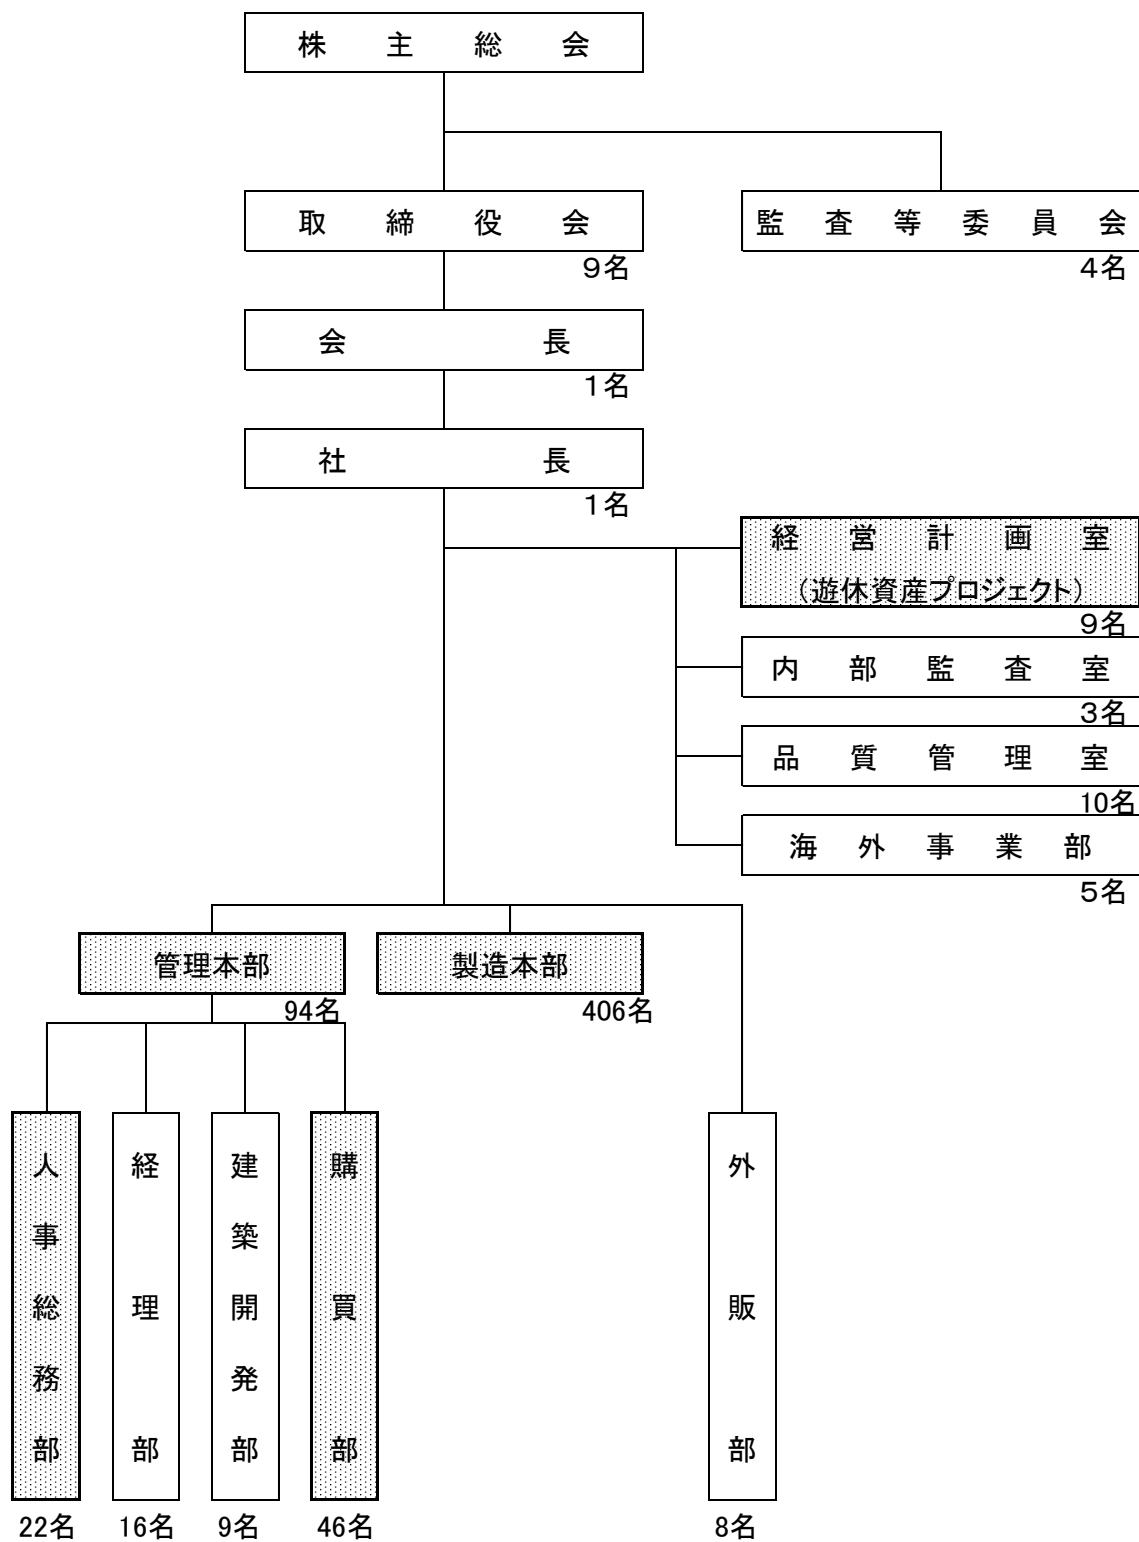 株主総会
取締役会
監査等委員会
９名
４名
会長
１名
社長
１名
経営計画室
（遊休資産プロジェクト）
９名
内部監査室
３名
品質管理室
10名
海外事業部
５名
管理本部
製造本部
94名
406名
人事総務部
経理部
建築開発部
購買部
外販部
22名
16名
9名
46名
8名